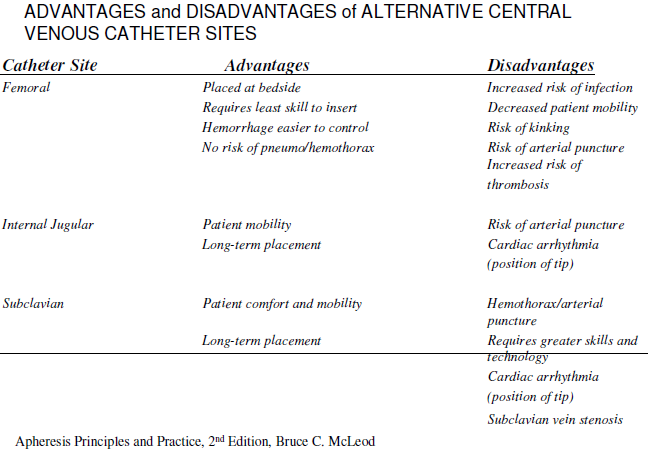 ADVANTAGES and DISADVANTAGES of ALTERNATIVE CENTRAL
VENOUS CATHETER SITES
Catheter Site Advantages Disadvantages
Femoral Placed at bedside Increased risk of infection
Requires least skill to insert Decreased patient mobility
Hemorrhage easier to control Risk of kinking
No risk of pneumo/hemothorax Risk of arterial puncture
Increased risk of
thrombosis
Internal Jugular Patient mobility Risk of arterial puncture
Long-term placement Cardiac arrhythmia
(position of tip)
Subclavian Patient comfort and mobility Hemothorax/arterial
puncture
Long-term placement Requires greater skills and
technology
Cardiac arrhythmia
(position of tip)
Subclavian vein stenosis
Apheresis Principles and Practice, 2nd Edition, Bruce C. McLeod